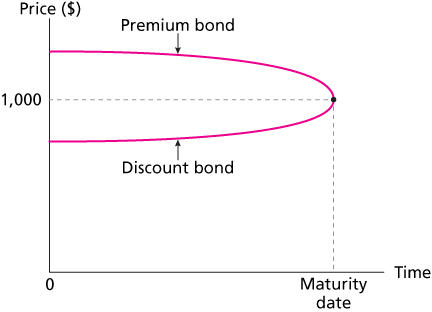 Price ($)
Premium bond
1,000
Discount bond
Time
0
Maturity
date